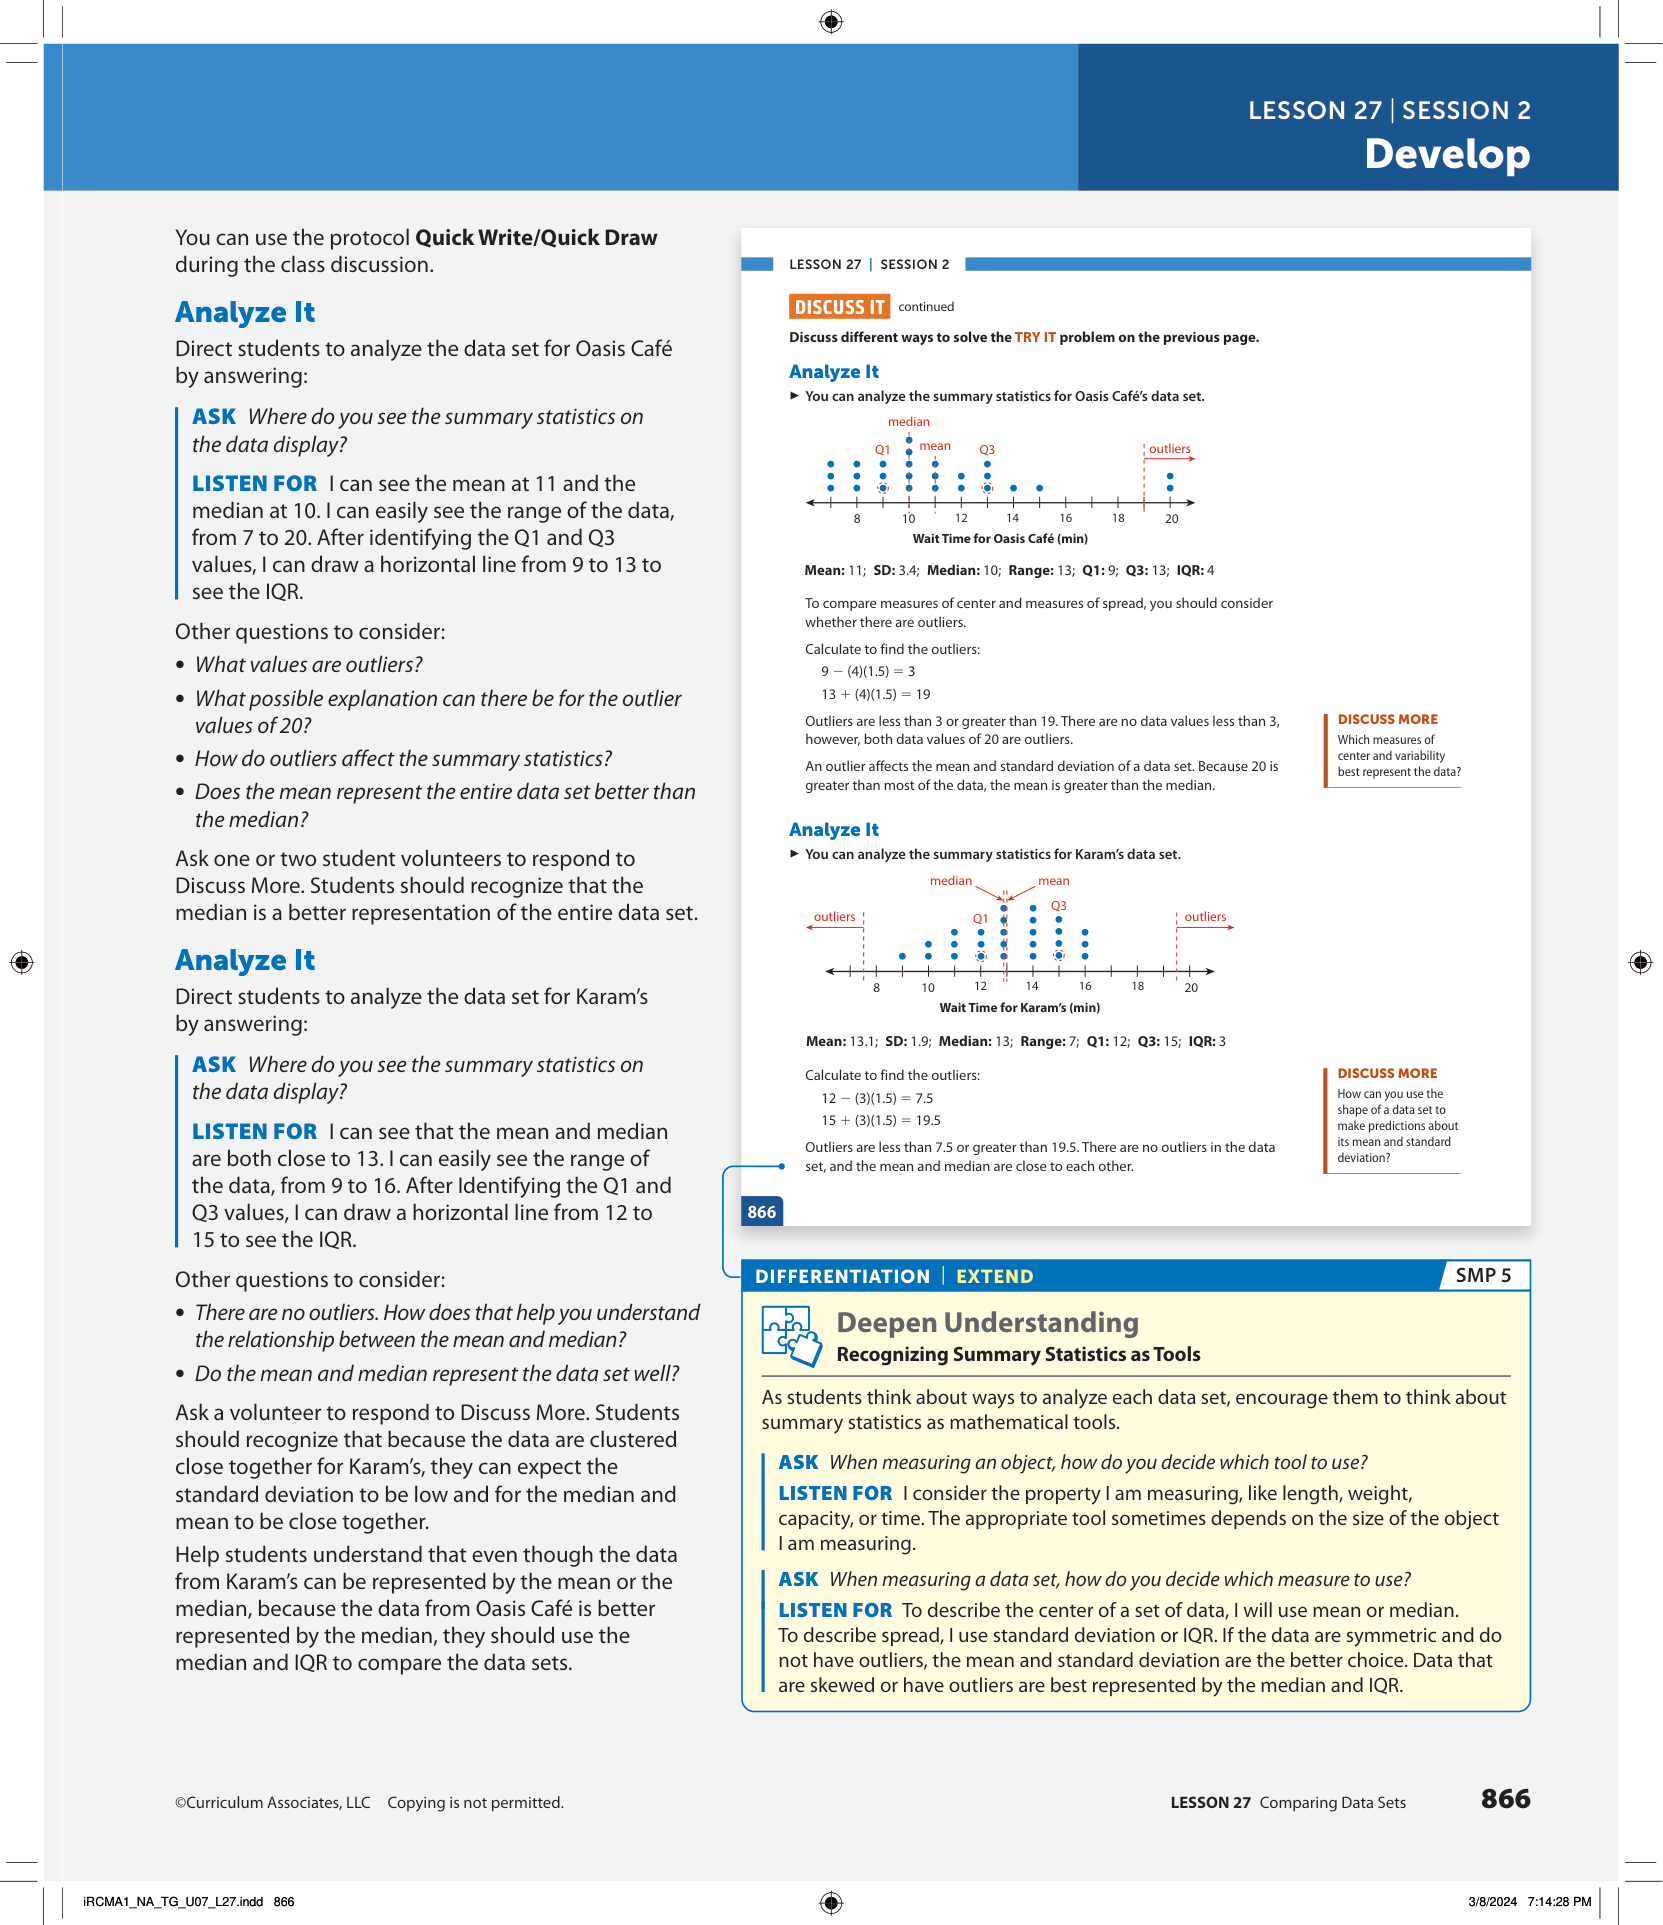 LESSON 27 | SESSION 2
Develop
You can use the protocol Quick Write/Quick Draw
during the class discussion.
Analyze It
Direct students to analyze the data set for Oasis Café
by answering:
ASK Where do you see the summary statistics on
the data display?
LISTEN FOR I can see the mean at 11 and the
median at 10. I can easily see the range of the data,
from 7 to 20. After identifying the Q1 and Q3
values, I can draw a horizontal line from 9 to 13 to
see the IQR.
Other questions to consider:
• What values are outliers?
• What possible explanation can there be for the outlier
values of 20?
• How do outliers affect the summary statistics?
• Does the mean represent the entire data set better than
the median?
Ask one or two student volunteers to respond to
Discuss More. Students should recognize that the
median is a better representation of the entire data set.
Analyze It
Direct students to analyze the data set for Karam's
by answering:
ASK Where do you see the summary statistics on
the data display?
LISTEN FOR I can see that the mean and median
are both close to 13. I can easily see the range of
the data, from 9 to 16. After Identifying the Q1 and
Q3 values, I can draw a horizontal line from 12 to
15 to see the IQR.
Other questions to consider:
• There are no outliers. How does that help you understand
the relationship between the mean and median?
• Do the mean and median represent the data set well?
Ask a volunteer to respond to Discuss More. Students
should recognize that because the data are clustered
close together for Karam's, they can expect the
standard deviation to be low and for the median and
mean to be close together.
Help students understand that even though the data
from Karam's can be represented by the mean or the
median, because the data from Oasis Café is better
represented by the median, they should use the
median and IQR to compare the data sets.
LESSON 27 | SESSION 2
DISCUSS IT continued
Discuss different ways to solve the TRY IT problem on the previous page.
Analyze It
► You can analyze the summary statistics for Oasis Café's data set.
median
Q1 mean Q3 outliers
8 10 12 14 16 18 20
Wait Time for Oasis Café (min)
Mean: 11; SD: 3.4; Median: 10; Range: 13; Q1: 9; Q3: 13; IQR: 4
To compare measures of center and measures of spread, you should consider
whether there are outliers.
Calculate to find the outliers:
9 − (4)(1.5) = 3
13 + (4)(1.5) = 19
Outliers are less than 3 or greater than 19. There are no data values less than 3,
however, both data values of 20 are outliers.
An outlier affects the mean and standard deviation of a data set. Because 20 is
greater than most of the data, the mean is greater than the median.
DISCUSS MORE
Which measures of
center and variability
best represent the data?
Analyze It
► You can analyze the summary statistics for Karam's data set.
median mean
outliers Q1 Q3 outliers
8 10 12 14 16 18 20
Wait Time for Karam's (min)
Mean: 13.1; SD: 1.9; Median: 13; Range: 7; Q1: 12; Q3: 15; IQR: 3
Calculate to find the outliers:
12 − (3)(1.5) = 7.5
15 + (3)(1.5) = 19.5
Outliers are less than 7.5 or greater than 19.5. There are no outliers in the data
set, and the mean and median are close to each other.
DISCUSS MORE
How can you use the
shape of a data set to
make predictions about
its mean and standard
deviation?
866
DIFFERENTIATION | EXTEND
SMP 5
Deepen Understanding
Recognizing Summary Statistics as Tools
As students think about ways to analyze each data set, encourage them to think about
summary statistics as mathematical tools.
ASK When measuring an object, how do you decide which tool to use?
LISTEN FOR I consider the property I am measuring, like length, weight,
capacity, or time. The appropriate tool sometimes depends on the size of the object
I am measuring.
ASK When measuring a data set, how do you decide which measure to use?
LISTEN FOR To describe the center of a set of data, I will use mean or median.
To describe spread, I use standard deviation or IQR. If the data are symmetric and do
not have outliers, the mean and standard deviation are the better choice. Data that
are skewed or have outliers are best represented by the median and IQR.
©Curriculum Associates, LLC Copying is not permitted.
LESSON 27 Comparing Data Sets 866
iRCMA1_NA_TG_U07_L27.indd 866
3/8/2024 7:14:28 PM